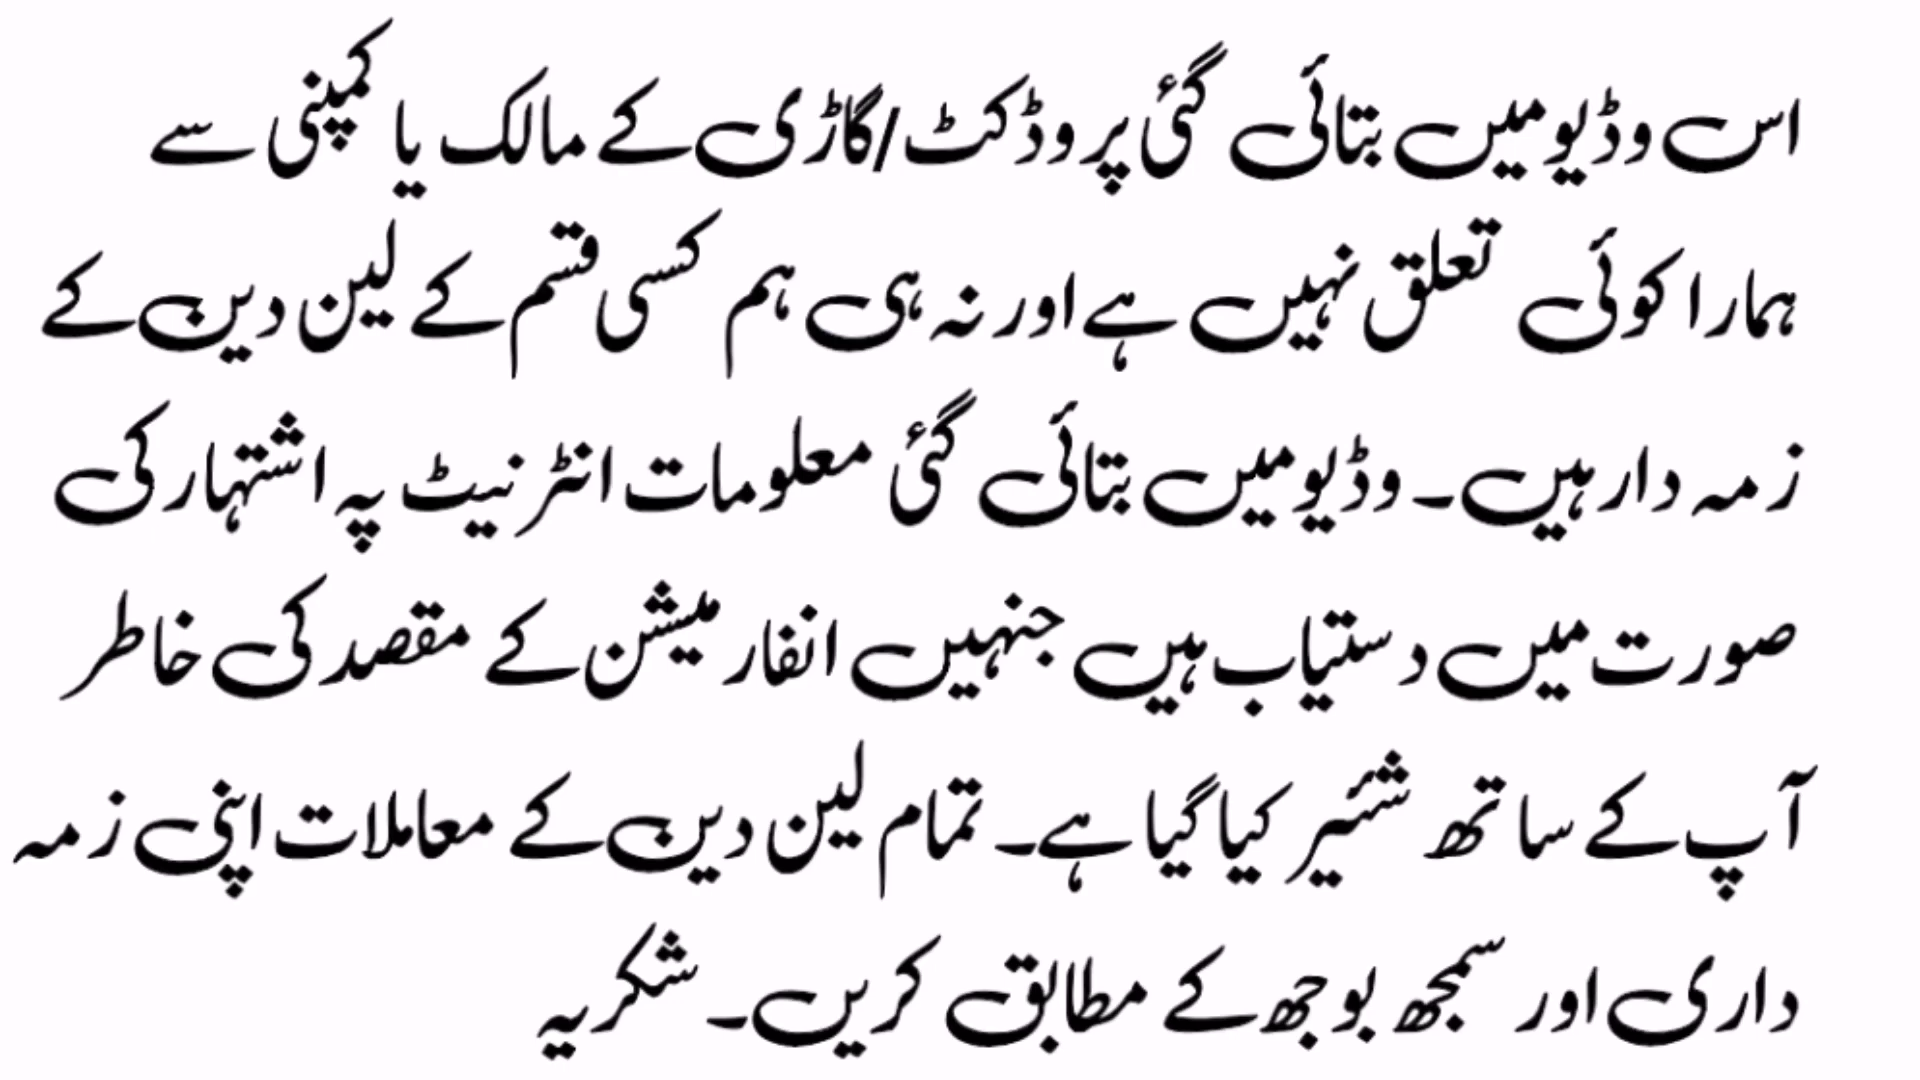 اس وڈیو میں بتائی گئی پروڈکٹ/گاڑی کے مالک یا کمپنی سے
ہمارا کوئی تعلق نہیں ہے اور نہ ہی ہم کسی قسم کے لین دین کے
زمہ دار ہیں۔ وڈیو میں بتائی گئی معلومات انٹرنیٹ پہ اشتہار کی
صورت میں دستیاب ہیں جنہیں انفارمیشن کے مقصد کی خاطر
آپ کے ساتھ شئیر کیا گیا ہے۔ تمام لین دین کے معاملات اپنی زمہ
داری اور سمجھ بوجھ کے مطابق کریں۔ شکریہ